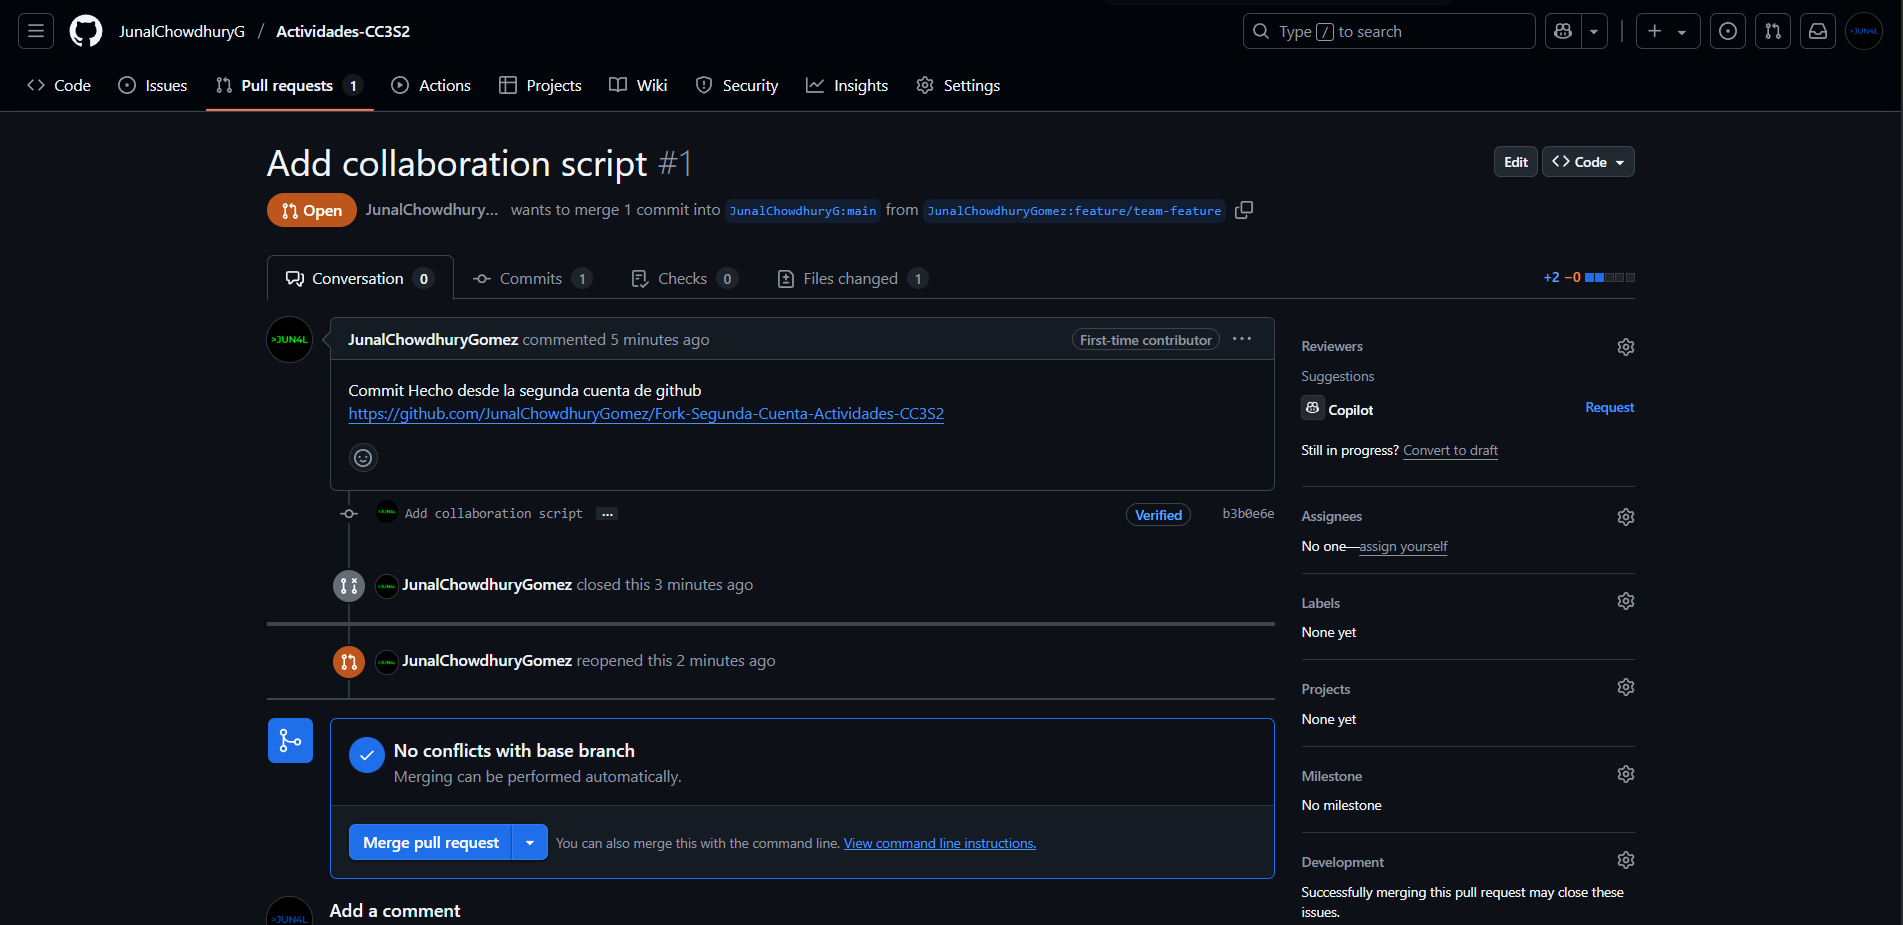 JunalChowdhuryG / Actividades-CC3S2
Type / to search
>JUN4L
Code Issues Pull requests 1 Actions Projects Wiki Security Insights Settings
Add collaboration script #1
Edit
Code
Open JunalChowdhury... wants to merge 1 commit into JunalChowdhuryG:main from JunalChowdhuryGomez:feature/team-feature
Conversation 0 Commits 1 Checks 0 Files changed 1
+2 −0
>JUN4L
JunalChowdhuryGomez commented 5 minutes ago
First-time contributor ...
Commit Hecho desde la segunda cuenta de github
https://github.com/JunalChowdhuryGomez/Fork-Segunda-Cuenta-Actividades-CC3S2
Add collaboration script ...
Verified b3b0e6e
JunalChowdhuryGomez closed this 3 minutes ago
JunalChowdhuryGomez reopened this 2 minutes ago
No conflicts with base branch
Merging can be performed automatically.
Merge pull request
You can also merge this with the command line. View command line instructions.
>JUN4L
Add a comment
Reviewers
Suggestions
Copilot Request
Still in progress? Convert to draft
Assignees
No one—assign yourself
Labels
None yet
Projects
None yet
Milestone
No milestone
Development
Successfully merging this pull request may close these
issues.